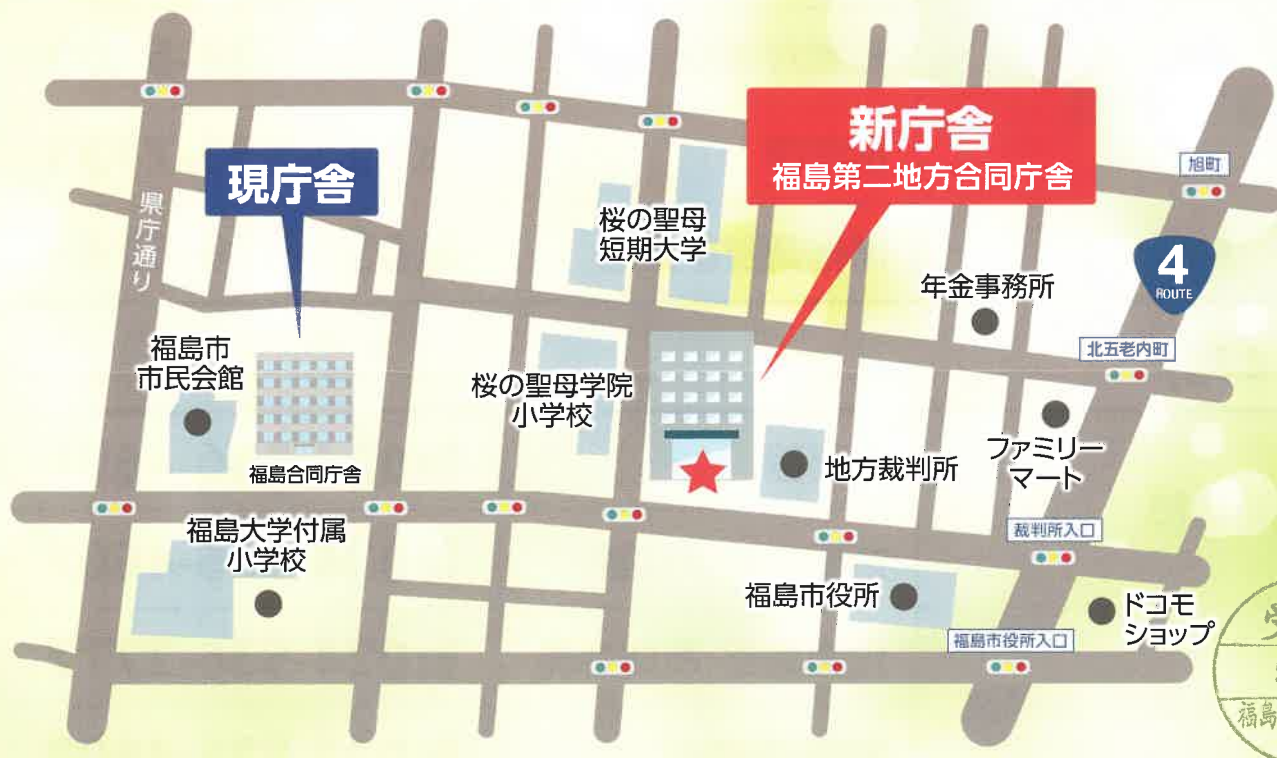 新庁舎
福島第二地方合同庁舎
旭町
現庁舎
県庁通り
桜の聖母
短期大学
4
ROUTE
年金事務所
福島市
市民会館
北五老内町
桜の聖母学院
小学校
ファミリー
マート
地方裁判所
福島合同庁舎
福島大学付属
小学校
裁判所入口
福島市役所
ドコモ
ショップ
福島市役所入口
福島